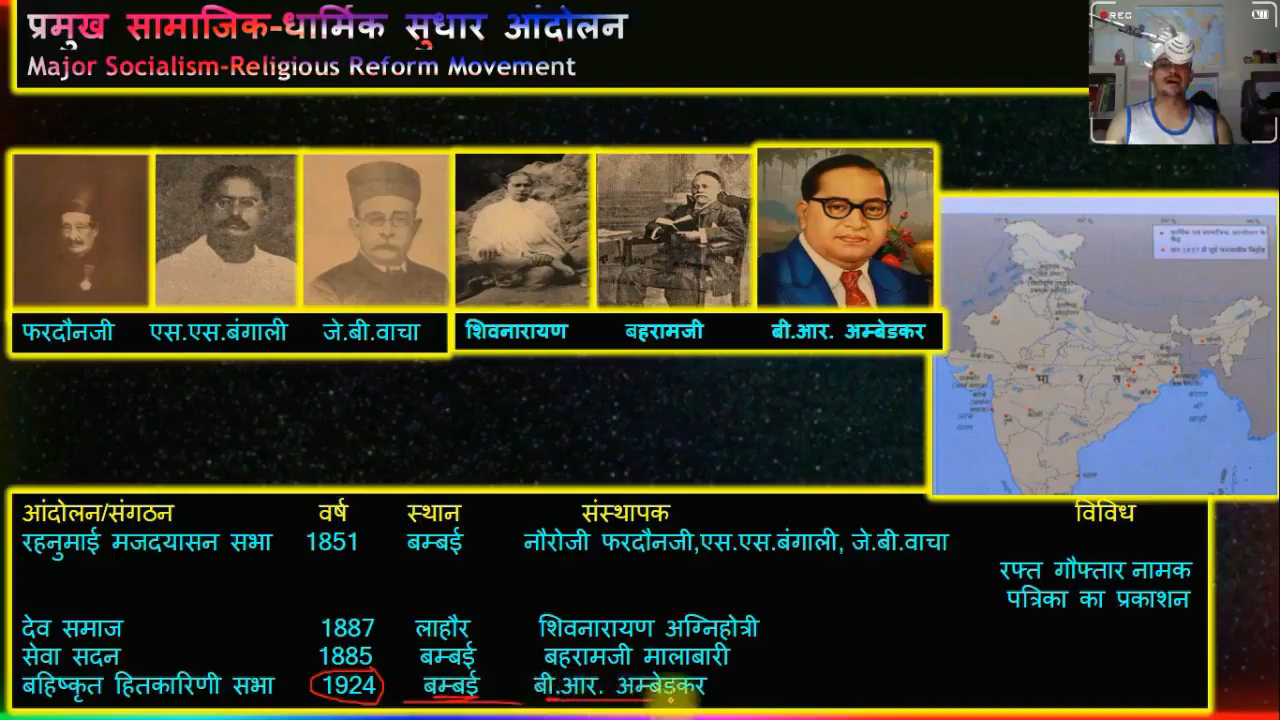 प्रमुख सामाजिक-धार्मिक सुधार आंदोलन
Major Socialism-Religious Reform Movement
REC
फरदौनजी एस.एस.बंगाली जे.बी.वाचा शिवनारायण बहरामजी बी.आर. अम्बेडकर
भा र त
आंदोलन/संगठन वर्ष स्थान संस्थापक विविध
रहनुमाई मजदयासन सभा 1851 बम्बई नौरोजी फरदौनजी,एस.एस.बंगाली, जे.बी.वाचा
रफ्त गौफ्तार नामक
पत्रिका का प्रकाशन
देव समाज 1887 लाहौर शिवनारायण अग्निहोत्री
सेवा सदन 1885 बम्बई बहरामजी मालाबारी
बहिष्कृत हितकारिणी सभा 1924 बम्बई बी.आर. अम्बेडकर